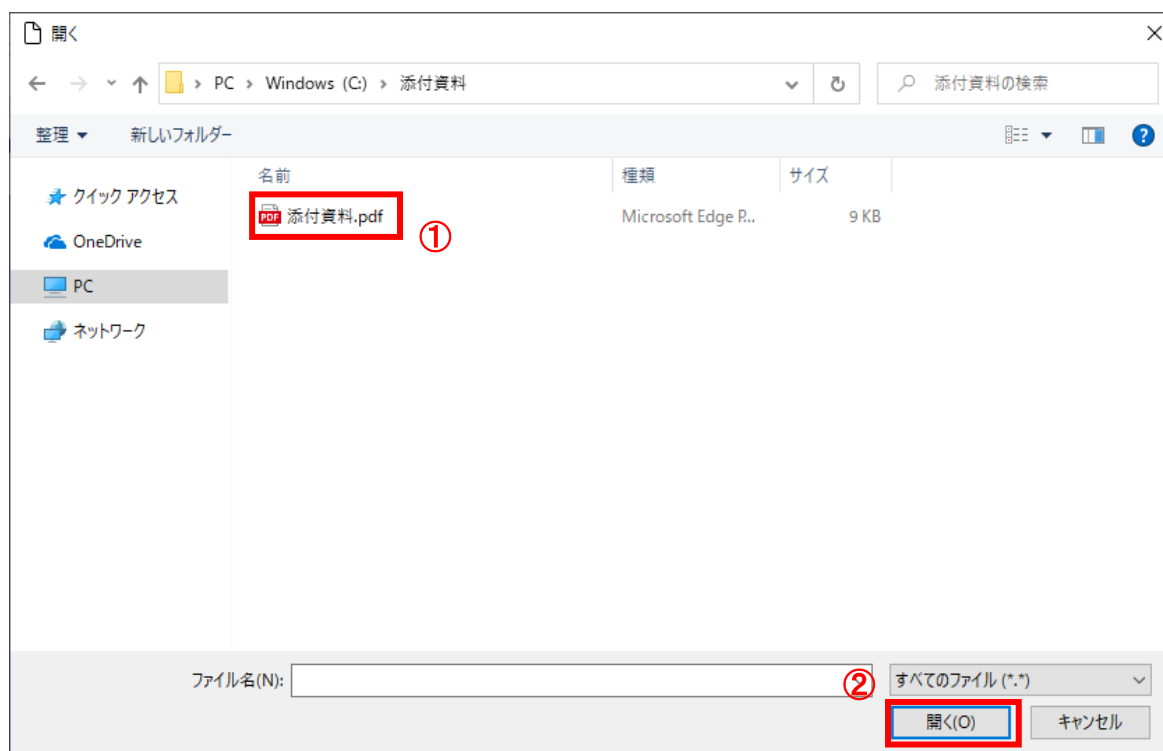 開く
PC › Windows (C:) › 添付資料
添付資料の検索
整理
新しいフォルダー
名前
種類
サイズ
クイック アクセス
OneDrive
PC
ネットワーク
PDF 添付資料.pdf
Microsoft Edge P...
9 KB
①
ファイル名(N):
②
すべてのファイル (*.*)
開く(O)
キャンセル